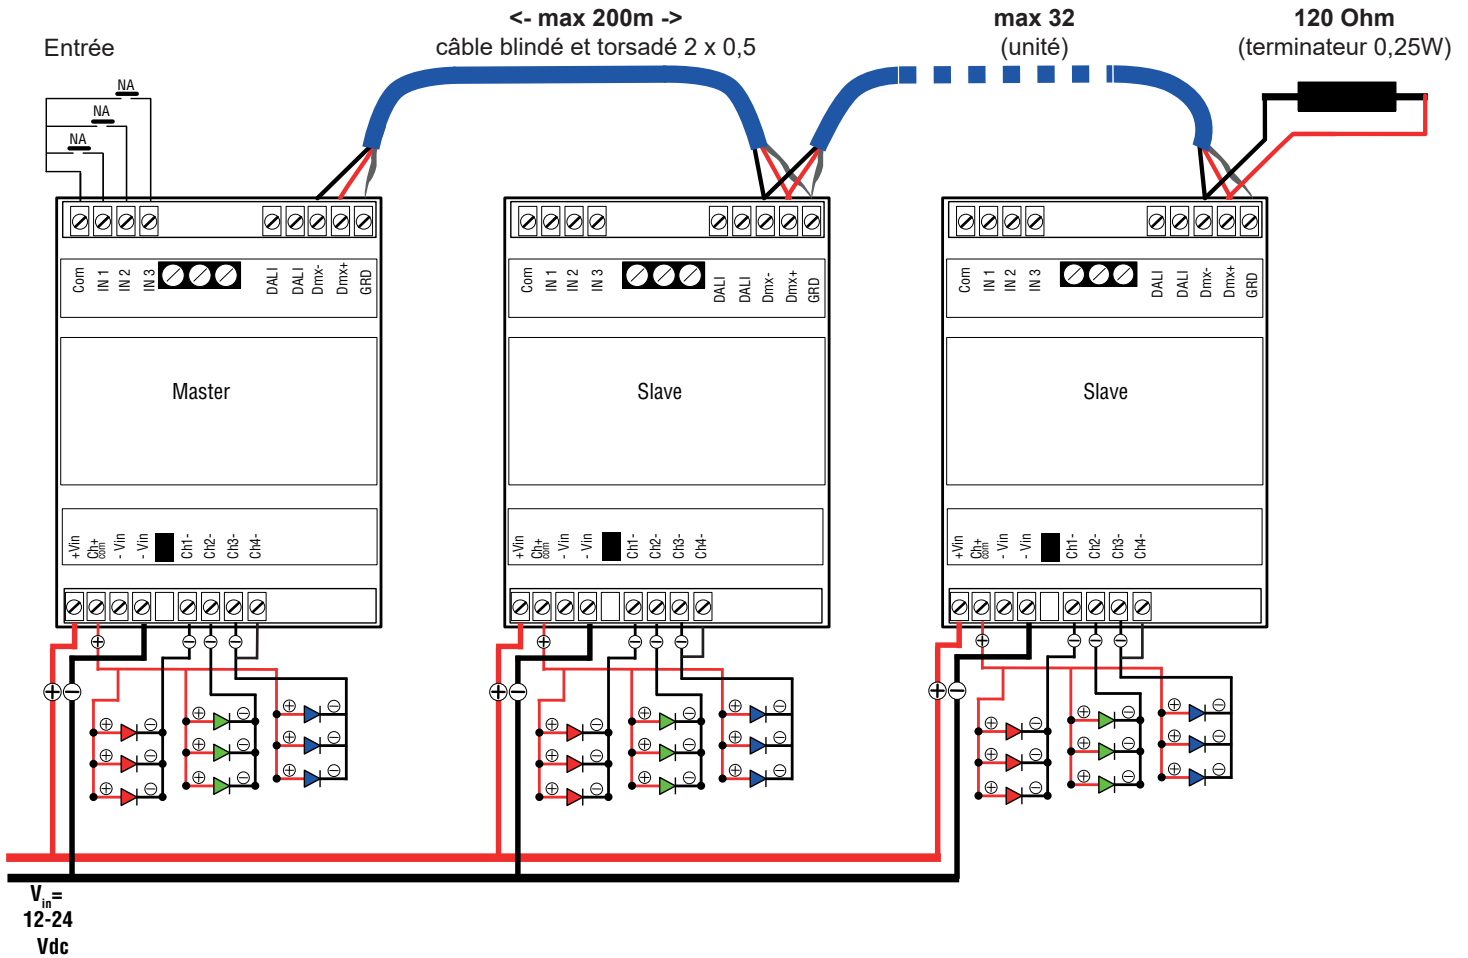 <- max 200m ->
câble blindé et torsadé 2 x 0,5
max 32
(unité)
120 Ohm
(terminateur 0,25W)
Entrée
NA
NA
NA
Com
IN 1
IN 2
IN 3
DALI
DALI
Dmx-
Dmx+
GRD
Com
IN 1
IN 2
IN 3
DALI
DALI
Dmx-
Dmx+
GRD
Com
IN 1
IN 2
IN 3
DALI
DALI
Dmx-
Dmx+
GRD
Master
Slave
Slave
+Vin
Ch+
com
- Vin
- Vin
Ch1-
Ch2-
Ch3-
Ch4-
+Vin
Ch+
com
- Vin
- Vin
Ch1-
Ch2-
Ch3-
Ch4-
+Vin
Ch+
com
- Vin
- Vin
Ch1-
Ch2-
Ch3-
Ch4-
Vin=
12-24
Vdc